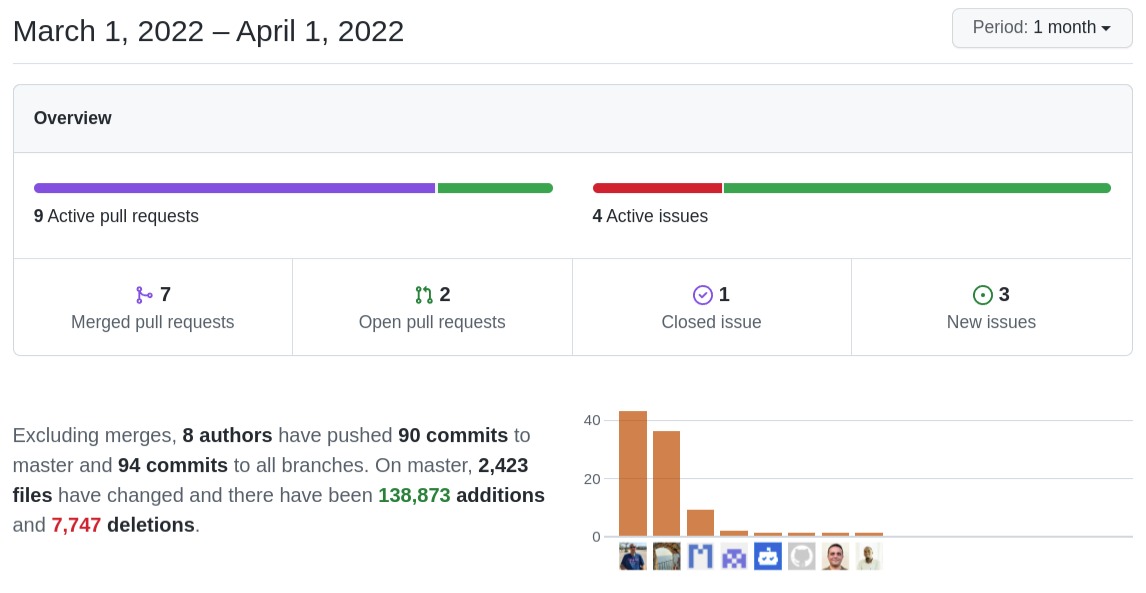 March 1, 2022 – April 1, 2022
Period: 1 month
Overview
9 Active pull requests
4 Active issues
7
Merged pull requests
2
Open pull requests
1
Closed issue
3
New issues
Excluding merges, 8 authors have pushed 90 commits to
master and 94 commits to all branches. On master, 2,423
files have changed and there have been 138,873 additions
and 7,747 deletions.
40
20
0